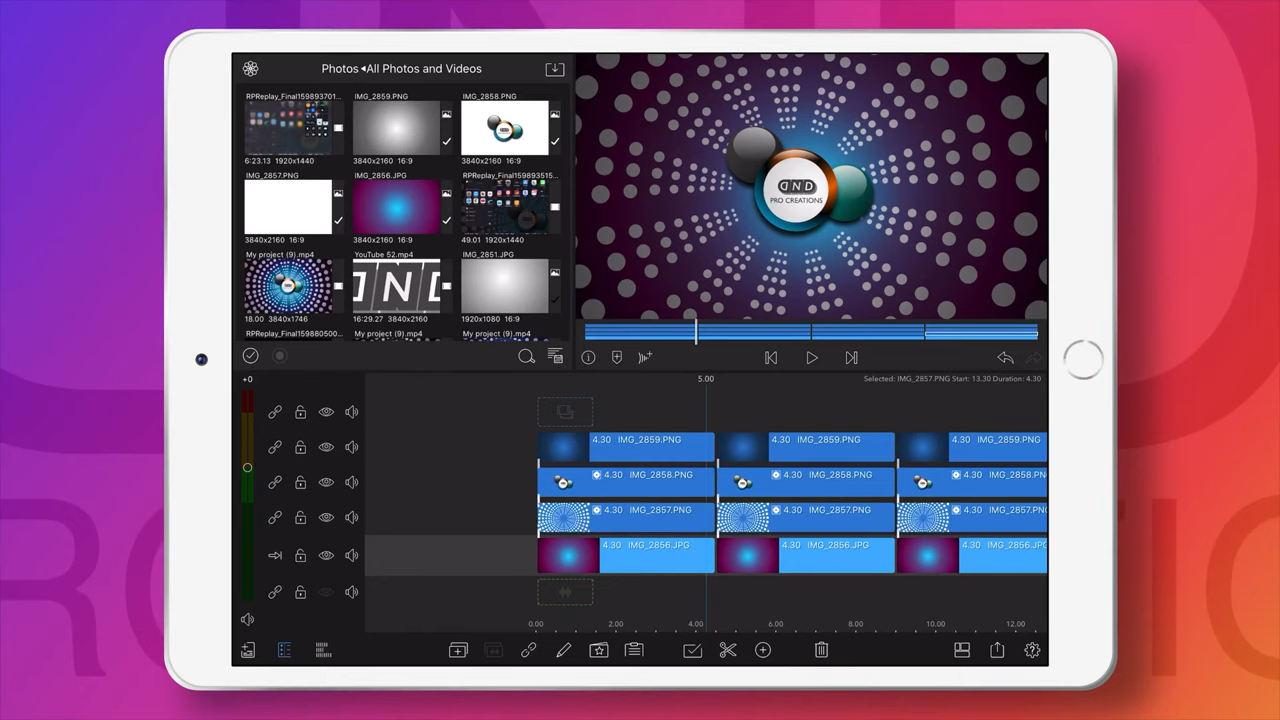 Photos ◂All Photos and Videos
RPReplay_Final159893701...
IMG_2859.PNG
IMG_2858.PNG
6:23.13 1920x1440
3840x2160 16:9
3840x2160 16:9
IMG_2857.PNG
IMG_2856.JPG
RPReplay_Final159893515...
3840x2160 16:9
3840x2160 16:9
49.01 1920x1440
My project (9).mp4
YouTube 52.mp4
IMG_2851.JPG
18.00 3840x1746
16:29.27 3840x2160
1920x1080 16:9
RPReplay_Final159880500...
My project (9).mp4
My project (9).mp4
DND
PRO CREATIONS
+0
5.00
Selected: IMG_2857.PNG Start: 13.30 Duration: 4.30
4.30 IMG_2859.PNG
4.30 IMG_2859.PNG
4.30 IMG_2859.PNG
4.30 IMG_2858.PNG
4.30 IMG_2858.PNG
4.30 IMG_2858.PN
4.30 IMG_2857.PNG
4.30 IMG_2857.PNG
4.30 IMG_2857.PN
4.30 IMG_2856.JPG
4.30 IMG_2856.JPG
4.30 IMG_2856.JP
0.00 2.00 4.00 6.00 8.00 10.00 12.00